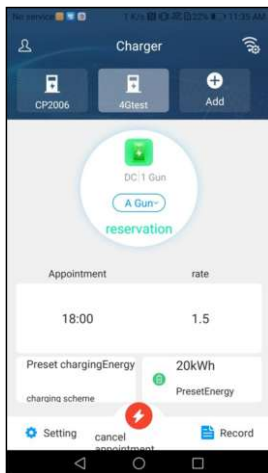 No service
11:35 AM
Charger
CP2006
4Gtest
Add
DC: 1 Gun
A Gun
reservation
Appointment rate
18:00 1.5
Preset chargingEnergy
charging scheme
20kWh
PresetEnergy
Setting
cancel
appointment
Record